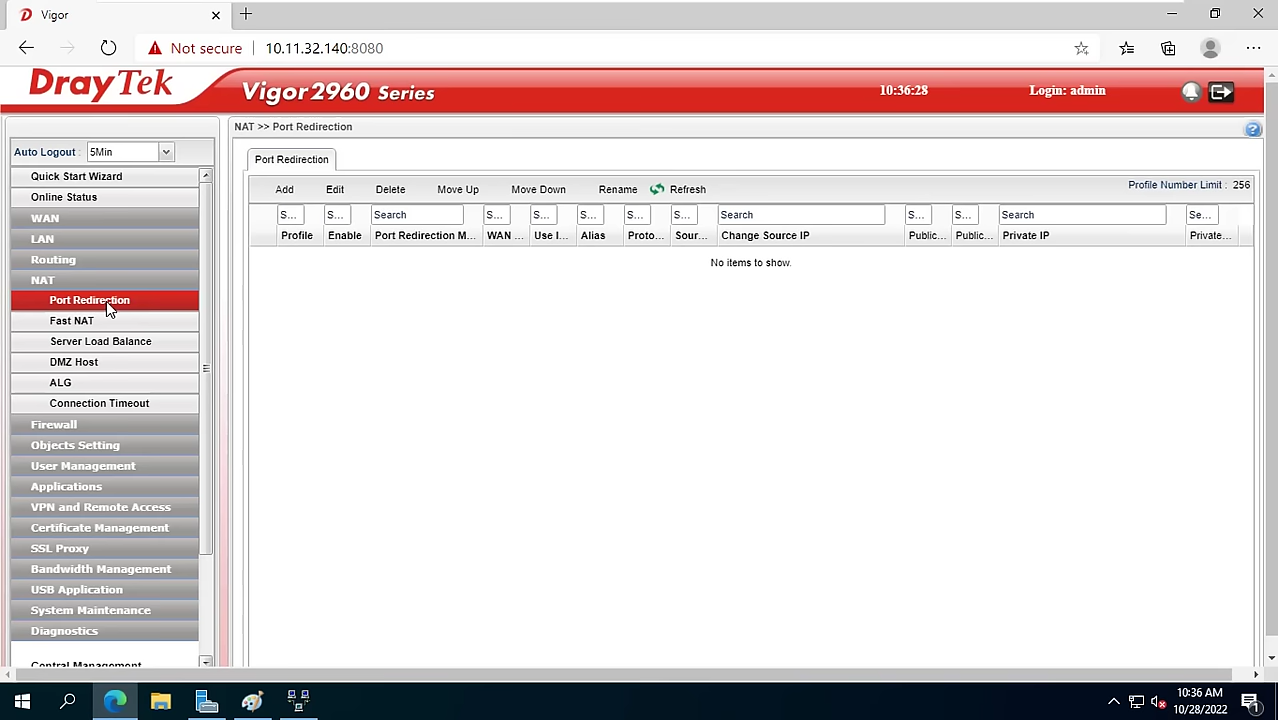 Vigor
Not secure
10.11.32.140:8080
DrayTek
Vigor2960 Series
10:36:28
Login: admin
Auto Logout :
5Min
Quick Start Wizard
Online Status
WAN
LAN
Routing
NAT
Port Redirection
Fast NAT
Server Load Balance
DMZ Host
ALG
Connection Timeout
Firewall
Objects Setting
User Management
Applications
VPN and Remote Access
Certificate Management
SSL Proxy
Bandwidth Management
USB Application
System Maintenance
Diagnostics
Central Management
NAT >> Port Redirection
Port Redirection
Add Edit Delete Move Up Move Down Rename Refresh
Profile Number Limit : 256
S... S... Search S... S... S... S... S... Search S... S... Search Se...
Profile Enable Port Redirection M... WAN ... Use I... Alias Proto... Sour... Change Source IP Public... Public... Private IP Private...
No items to show.
10:36 AM
10/28/2022
1